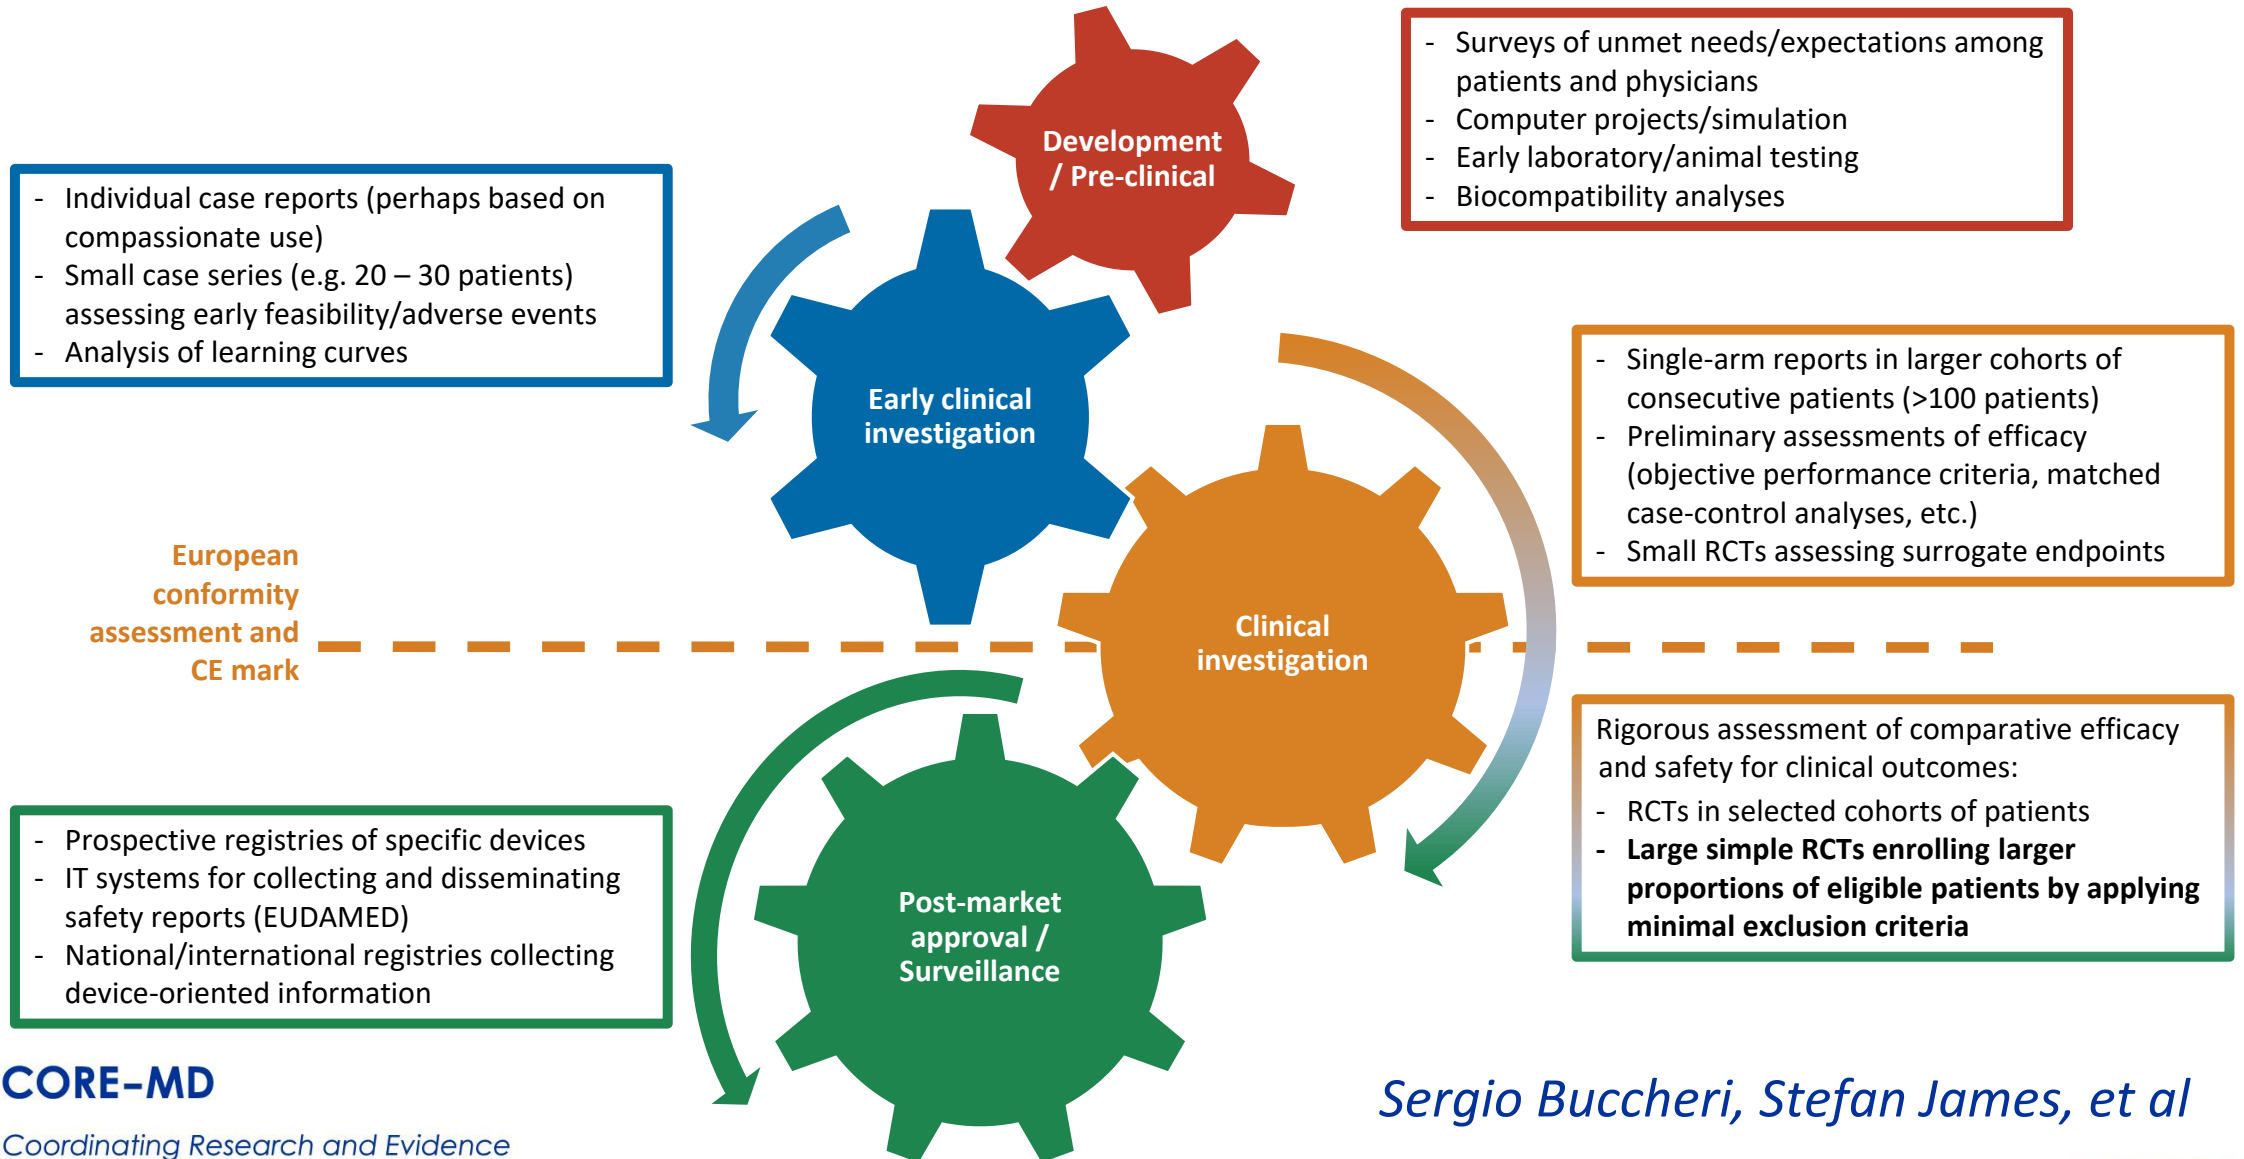 Development
/ Pre-clinical
- Surveys of unmet needs/expectations among
patients and physicians
- Computer projects/simulation
- Early laboratory/animal testing
- Biocompatibility analyses
- Individual case reports (perhaps based on
compassionate use)
- Small case series (e.g. 20 – 30 patients)
assessing early feasibility/adverse events
- Analysis of learning curves
Early clinical
investigation
- Single-arm reports in larger cohorts of
consecutive patients (>100 patients)
- Preliminary assessments of efficacy
(objective performance criteria, matched
case-control analyses, etc.)
- Small RCTs assessing surrogate endpoints
European
conformity
assessment and
CE mark
Clinical
investigation
Rigorous assessment of comparative efficacy
and safety for clinical outcomes:
- RCTs in selected cohorts of patients
- Large simple RCTs enrolling larger
proportions of eligible patients by applying
minimal exclusion criteria
- Prospective registries of specific devices
- IT systems for collecting and disseminating
safety reports (EUDAMED)
- National/international registries collecting
device-oriented information
Post-market
approval /
Surveillance
CORE–MD
Coordinating Research and Evidence
Sergio Buccheri, Stefan James, et al